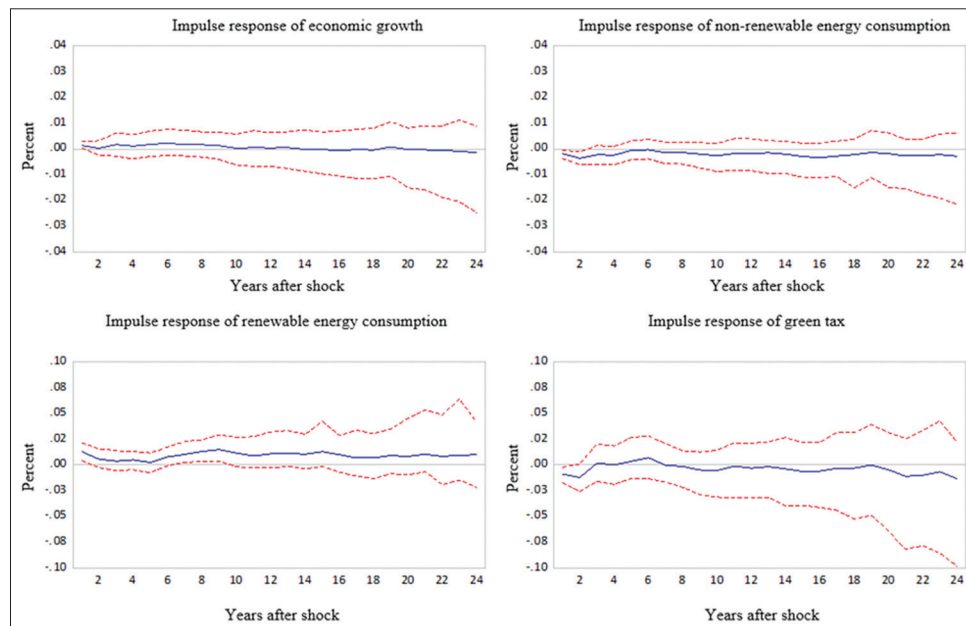 Impulse response of economic growth
.04
.03
.02
.01
.00
-.01
-.02
-.03
.04
Percent
2 4 6 8 10 12 14 16 18 20 22 24
Years after shock
Impulse response of non-renewable energy consumption
.04
.03
.02
.01
.00
-.01
-.02
-.03
-.04
Percent
2 4 6 8 10 12 14 16 18 20 22 24
Years after shock
Impulse response of renewable energy consumption
.10
.08
.05
.02
.00
-.03
-.05
-.08
-.10
Percent
2 4 6 8 10 12 14 16 18 20 22 24
Years after shock
Impulse response of green tax
.10
.08
.05
.02
.00
-.03
-.05
-.08
-.10
Percent
2 4 6 8 10 12 14 16 18 20 22 24
Years after shock